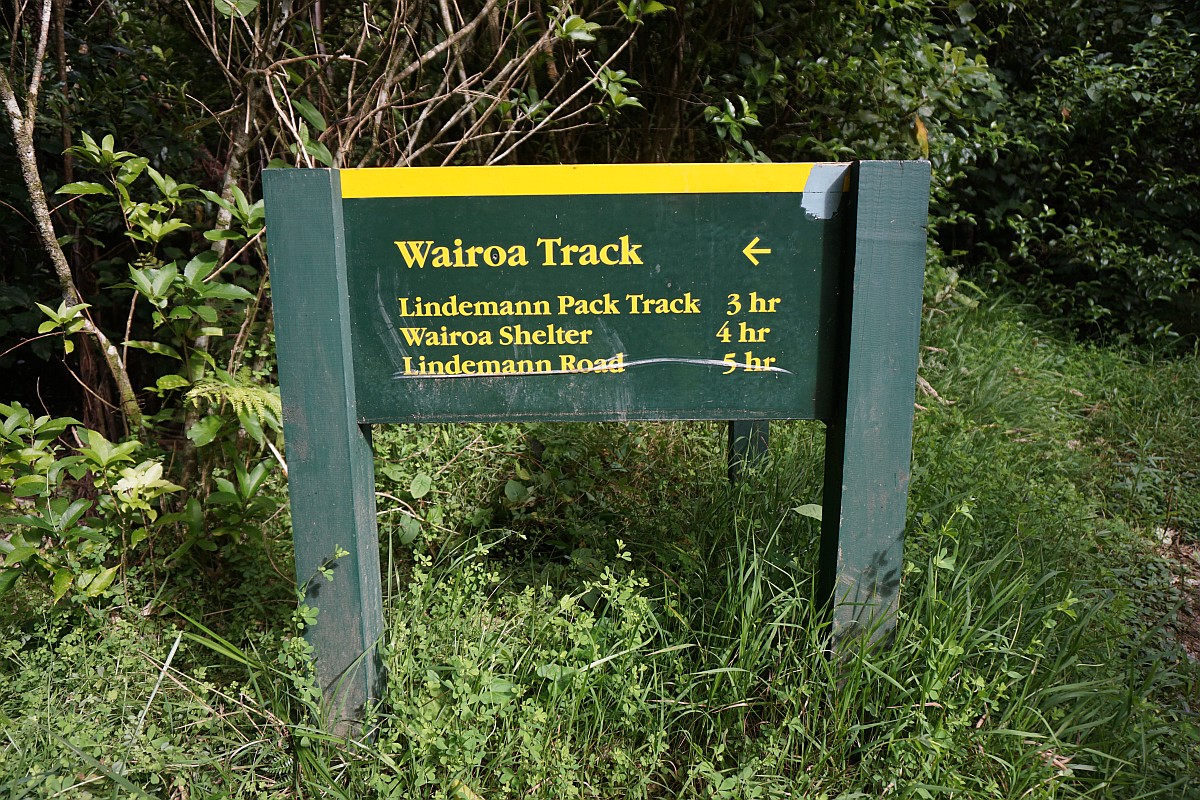 Wairoa Track ←
Lindemann Pack Track 3 hr
Wairoa Shelter 4 hr
Lindemann Road 5 hr